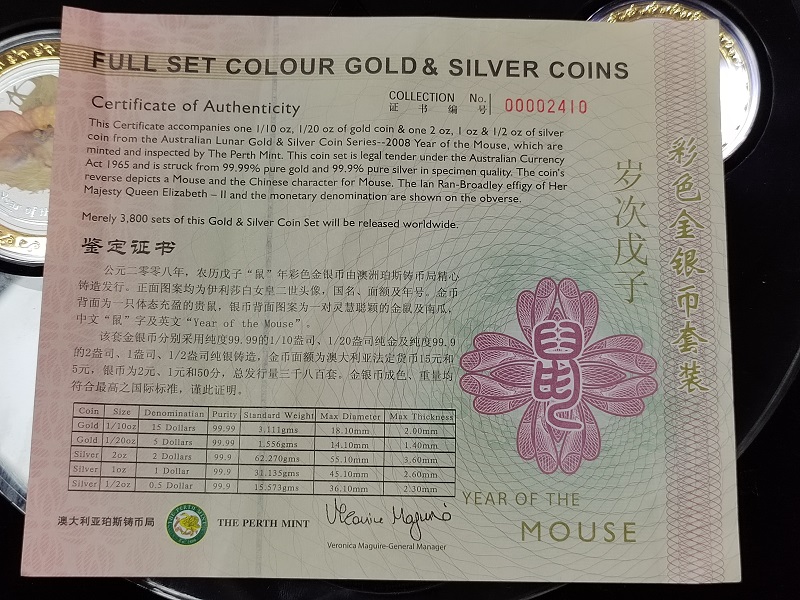 FULL SET COLOUR GOLD & SILVER COINS
Certificate of Authenticity
COLLECTION No.
证书编号
00002410
This Certificate accompanies one 1/10 oz, 1/20 oz of gold coin & one 2 oz, 1 oz & 1/2 oz of silver
coin from the Australian Lunar Gold & Silver Coin Series--2008 Year of the Mouse, which are
minted and inspected by The Perth Mint. This coin set is legal tender under the Australian Currency
Act 1965 and is struck from 99.99% pure gold and 99.9% pure silver in specimen quality. The coin's
reverse depicts a Mouse and the Chinese character for Mouse. The Ian Ran-Broadley effigy of Her
Majesty Queen Elizabeth – II and the monetary denomination are shown on the obverse.
Merely 3,800 sets of this Gold & Silver Coin Set will be released worldwide.
鉴定证书
公元二零零八年，农历戊子“鼠”年彩色金银币由澳洲珀斯铸币局精心
铸造发行。正面图案均为伊利莎白女皇二世头像，国名、面额及年号。金币
背面为一只体态充盈的贵鼠，银币背面图案为一对灵慧聪颖的金鼠及南瓜，
中文“鼠”字及英文“Year of the Mouse”。
该套金银币分别采用纯度99.99的1/10盎司、1/20盎司纯金及纯度99.9
的2盎司、1盎司、1/2盎司纯银铸造，金币面额为澳大利亚法定货币15元和
5元，银币为2元、1元和50分，总发行量三千八百套。金银币成色、重量均
符合最高之国际标准，谨此证明。
Coin Size Denomination Purity Standard Weight Max Diameter Max Thickness
Gold 1/10oz 15 Dollars 99.99 3.111gms 18.10mm 2.00mm
Gold 1/20oz 5 Dollars 99.99 1.556gms 14.10mm 1.40mm
Silver 2oz 2 Dollars 99.9 62.270gms 55.10mm 3.60mm
Silver 1oz 1 Dollar 99.9 31.135gms 45.10mm 2.60mm
Silver 1/2oz 0.5 Dollar 99.9 15.573gms 36.10mm 2.30mm
澳大利亚珀斯铸币局
THE PERTH MINT
THE PERTH MINT
Veronica Maguire
Veronica Maguire-General Manager
岁次戊子
彩色金银币套装
鼠
YEAR OF THE
MOUSE